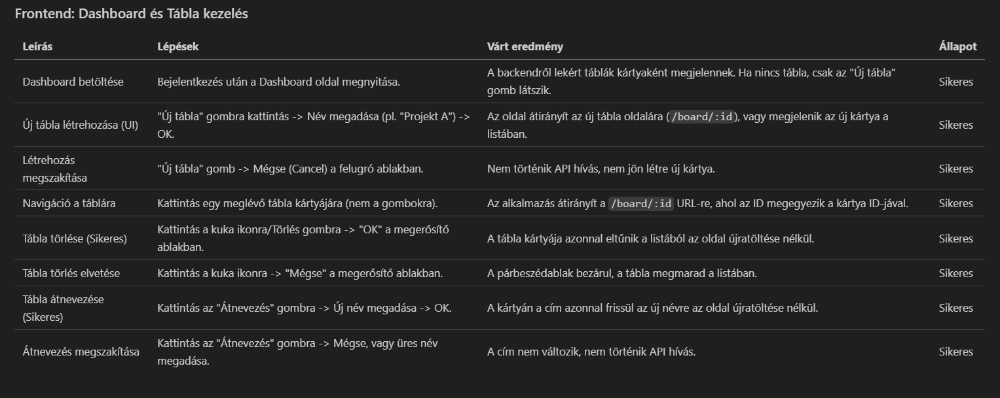 Frontend: Dashboard és Tábla kezelés
Leírás Lépések Várt eredmény Állapot
Dashboard betöltése Bejelentkezés után a Dashboard oldal megnyitása. A backendről lekért táblák kártyaként megjelennek. Ha nincs tábla, csak az "Új tábla"
gomb látszik. Sikeres
Új tábla létrehozása (UI) "Új tábla" gombra kattintás -> Név megadása (pl. "Projekt A") ->
OK. Az oldal átirányít az új tábla oldalára (/board/:id), vagy megjelenik az új kártya a
listában. Sikeres
Létrehozás
megszakítása "Új tábla" gomb -> Mégse (Cancel) a felugró ablakban. Nem történik API hívás, nem jön létre új kártya. Sikeres
Navigáció a táblára Kattintás egy meglévő tábla kártyájára (nem a gombokra). Az alkalmazás átirányít a /board/:id URL-re, ahol az ID megegyezik a kártya ID-jával. Sikeres
Tábla törlése (Sikeres) Kattintás a kuka ikonra/Törlés gombra -> "OK" a megerősítő
ablakban. A tábla kártyája azonnal eltűnik a listából az oldal újratöltése nélkül. Sikeres
Tábla törlés elvetése Kattintás a kuka ikonra -> "Mégse" a megerősítő ablakban. A párbeszédablak bezárul, a tábla megmarad a listában. Sikeres
Tábla átnevezése
(Sikeres) Kattintás az "Átnevezés" gombra -> Új név megadása -> OK. A kártyán a cím azonnal frissül az új névre az oldal újratöltése nélkül. Sikeres
Átnevezés megszakítása Kattintás az "Átnevezés" gombra -> Mégse, vagy üres név
megadása. A cím nem változik, nem történik API hívás. Sikeres